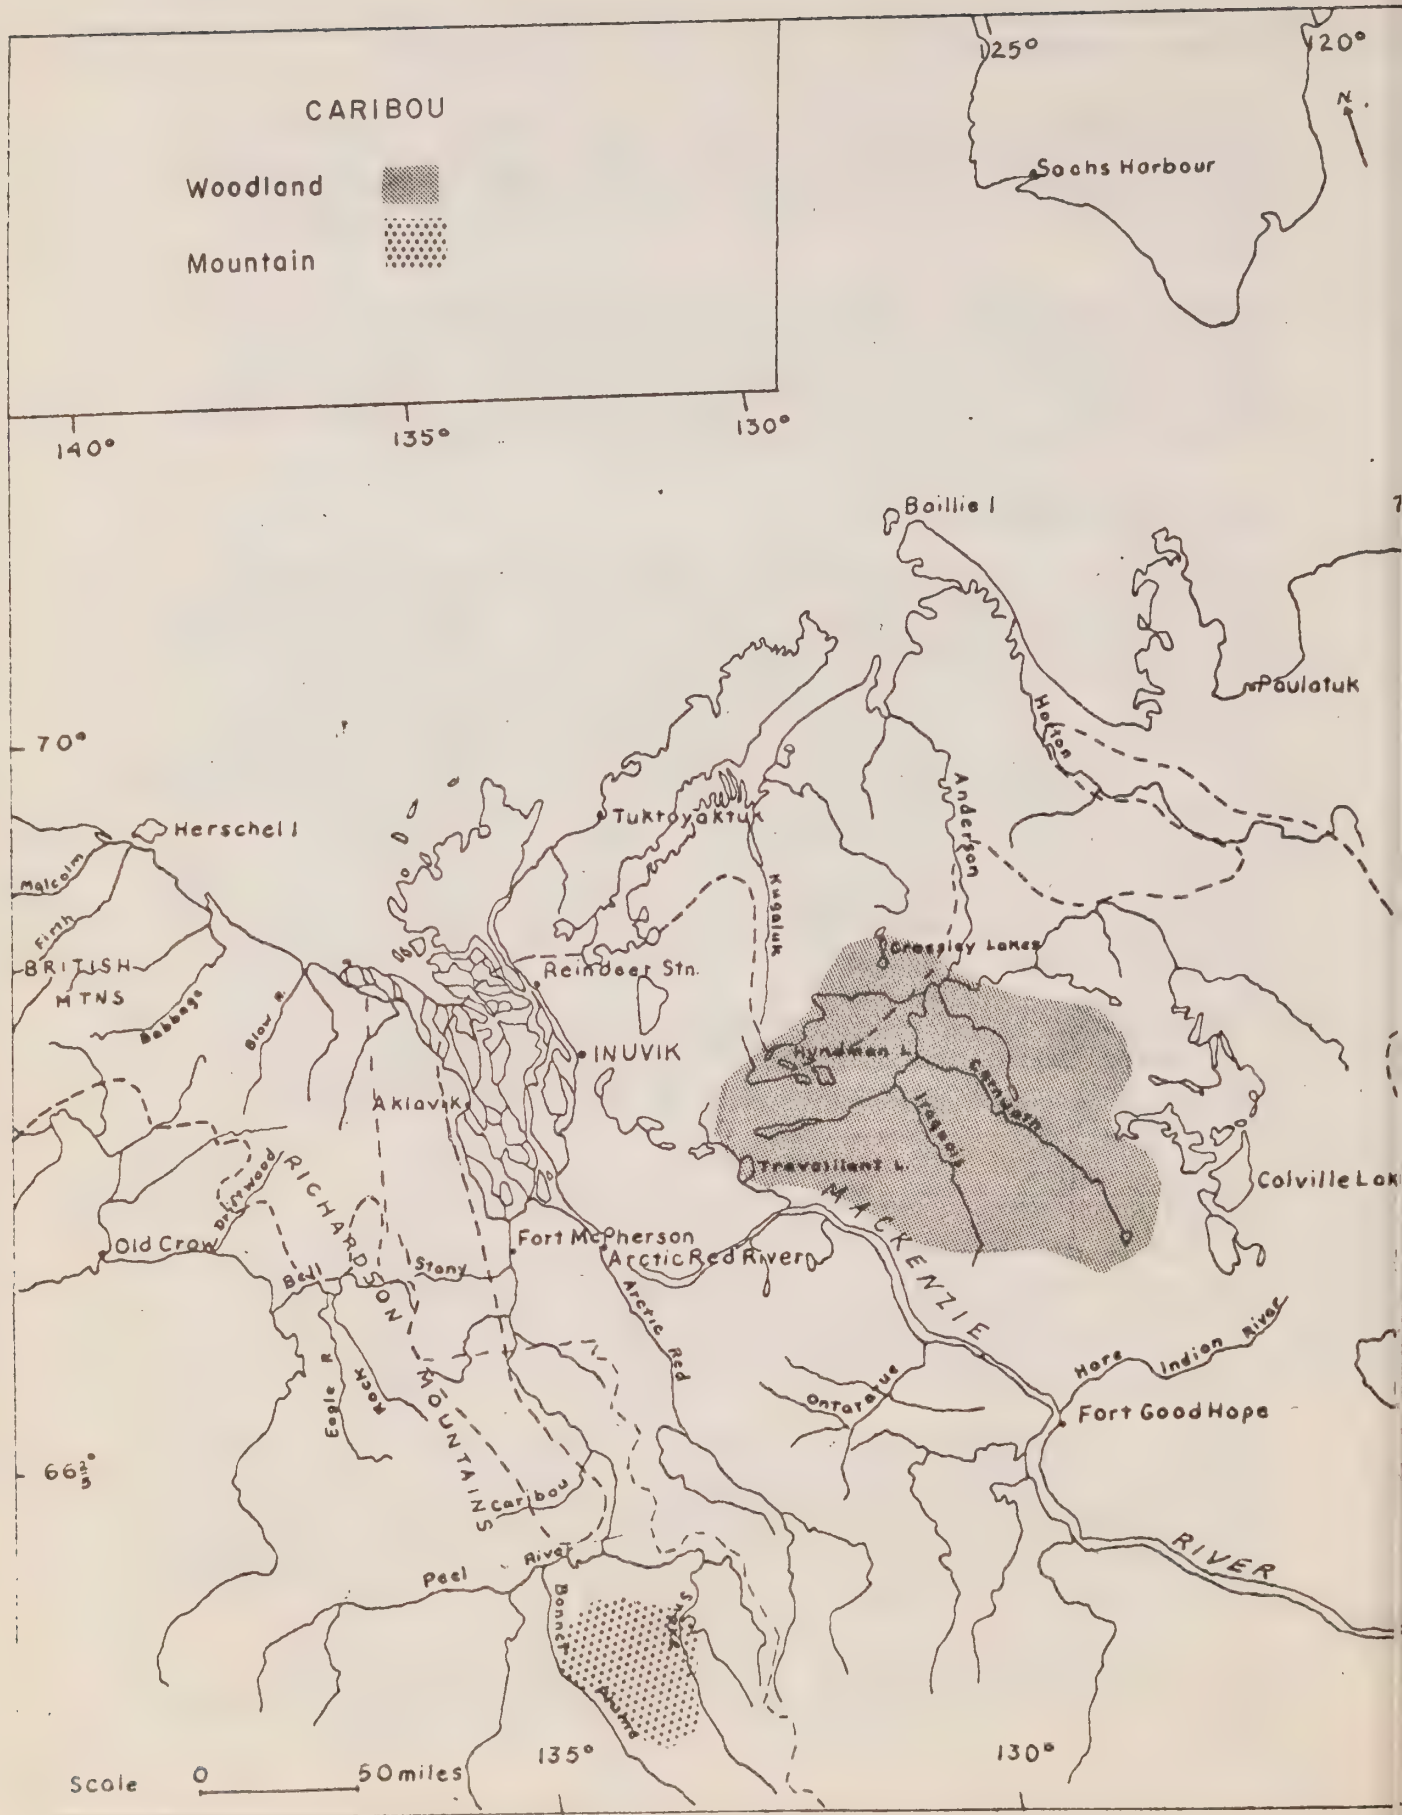 CARIBOU
Woodland
Mountain
125°
120°
N
Sachs Harbour
140°
135°
130°
Baillie I
7
Paulatuk
Horton
70°
Tuktoyaktuk
Anderson
Herschel I
Malcolm
Firth
Kugaluk
Crossley Lakes
BRITISH
MTNS
Babbage
Blow R.
Reindeer Stn.
INUVIK
Hyndman L.
Carnwath
Aklavik
Iroquois
Travaillant L.
Colville Lak
RICHARDSON MOUNTAINS
Driftwood
Old Crow
Fort McPherson
Arctic Red River
Bell
Stony
MACKENZIE
Arctic Red
Eagle R
Rock
Hare Indian River
Ontaratue
Fort Good Hope
66⅔°
Caribou
RIVER
Peel River
Bonnet Plume
Snake
135°
130°
Scale 0 50 miles